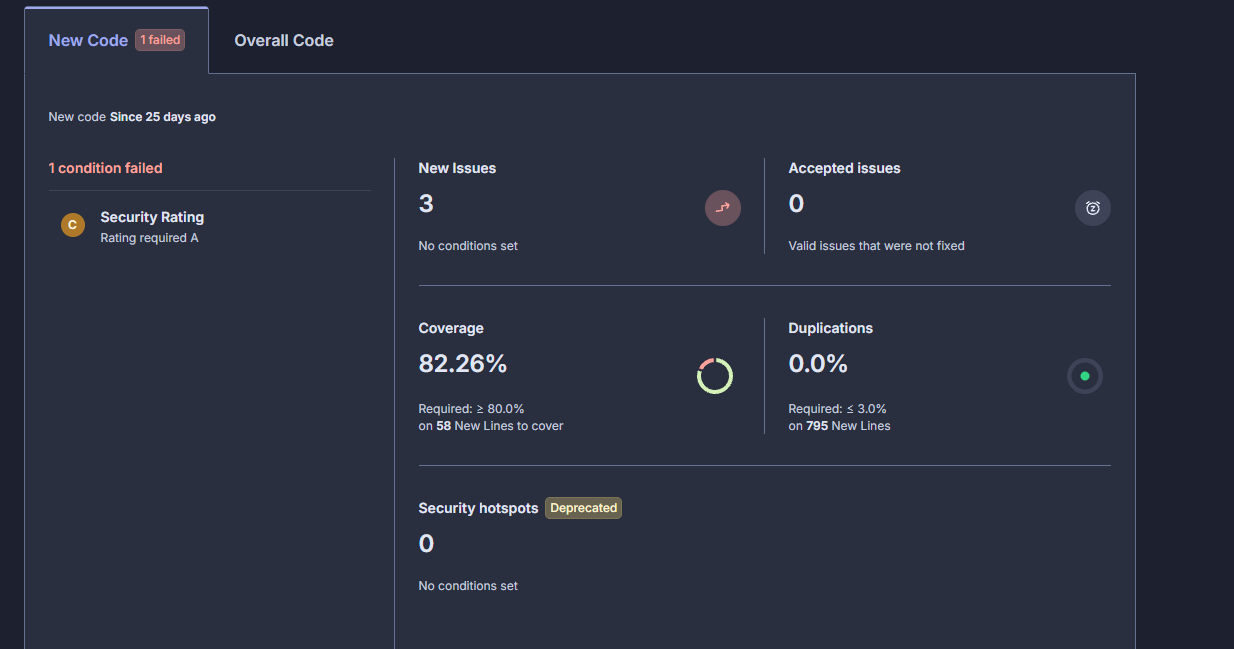 New Code 1 failed Overall Code
New code Since 25 days ago
1 condition failed
C Security Rating
Rating required A
New Issues
3
No conditions set
Accepted issues
0
Valid issues that were not fixed
Coverage
82.26%
Required: ≥ 80.0%
on 58 New Lines to cover
Duplications
0.0%
Required: ≤ 3.0%
on 795 New Lines
Security hotspots Deprecated
0
No conditions set